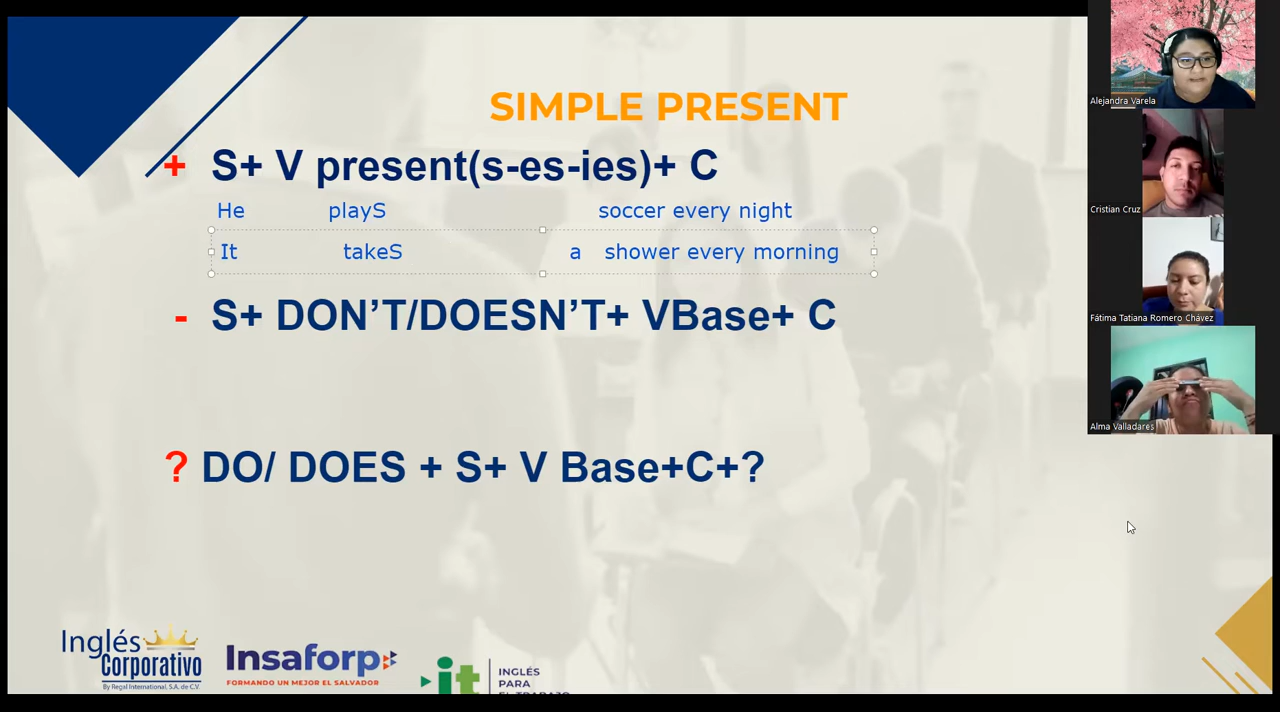 SIMPLE PRESENT
+ S+ V present(s-es-ies)+ C
He playS soccer every night
It takeS a shower every morning
- S+ DON'T/DOESN'T+ VBase+ C
? DO/ DOES + S+ V Base+C+?
Inglés
Corporativo
By Regal International, S.A. de C.V.
Insaforp
FORMANDO UN MEJOR EL SALVADOR
it
INGLÉS
PARA
EL TRABAJO
Alejandra Varela
Cristian Cruz
Fátima Tatiana Romero Chávez
Alma Valladares